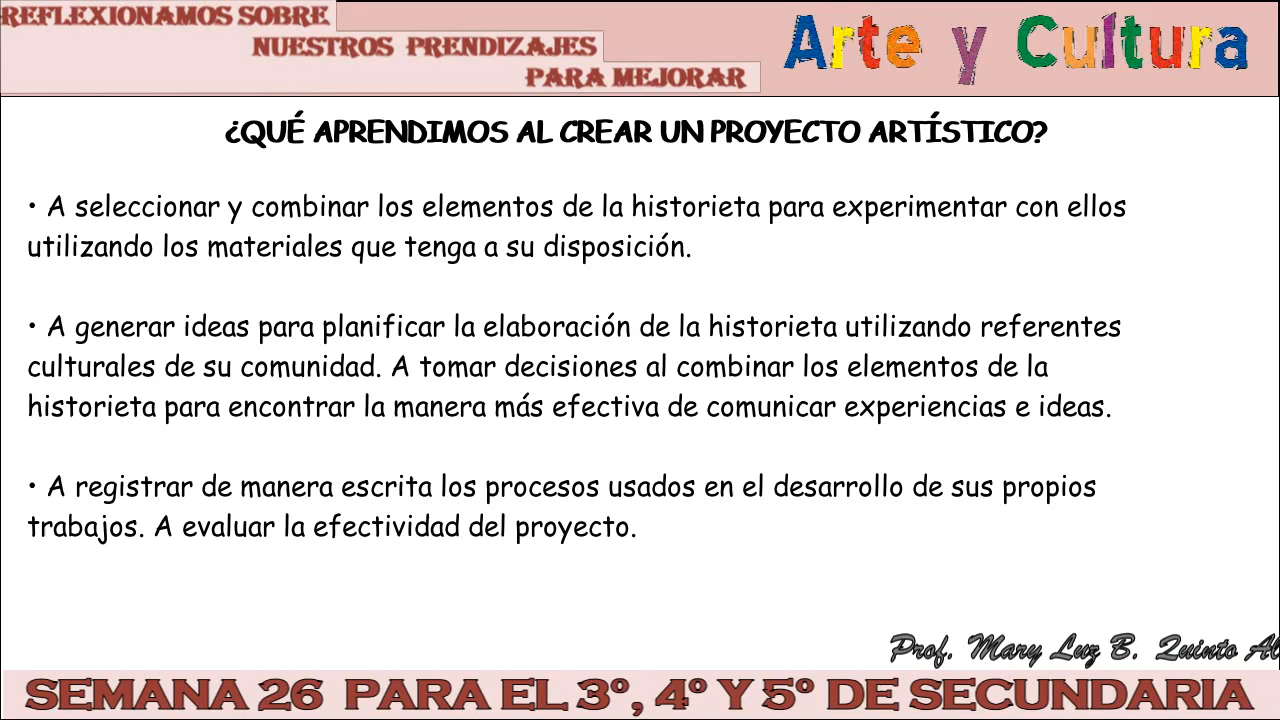 REFLEXIONAMOS SOBRE
NUESTROS PRENDIZAJES
PARA MEJORAR
Arte y Cultura
¿QUÉ APRENDIMOS AL CREAR UN PROYECTO ARTÍSTICO?
• A seleccionar y combinar los elementos de la historieta para experimentar con ellos
utilizando los materiales que tenga a su disposición.
• A generar ideas para planificar la elaboración de la historieta utilizando referentes
culturales de su comunidad. A tomar decisiones al combinar los elementos de la
historieta para encontrar la manera más efectiva de comunicar experiencias e ideas.
• A registrar de manera escrita los procesos usados en el desarrollo de sus propios
trabajos. A evaluar la efectividad del proyecto.
Prof. Mary Luz B. Quinto
SEMANA 26 PARA EL 3º, 4º Y 5º DE SECUNDARIA